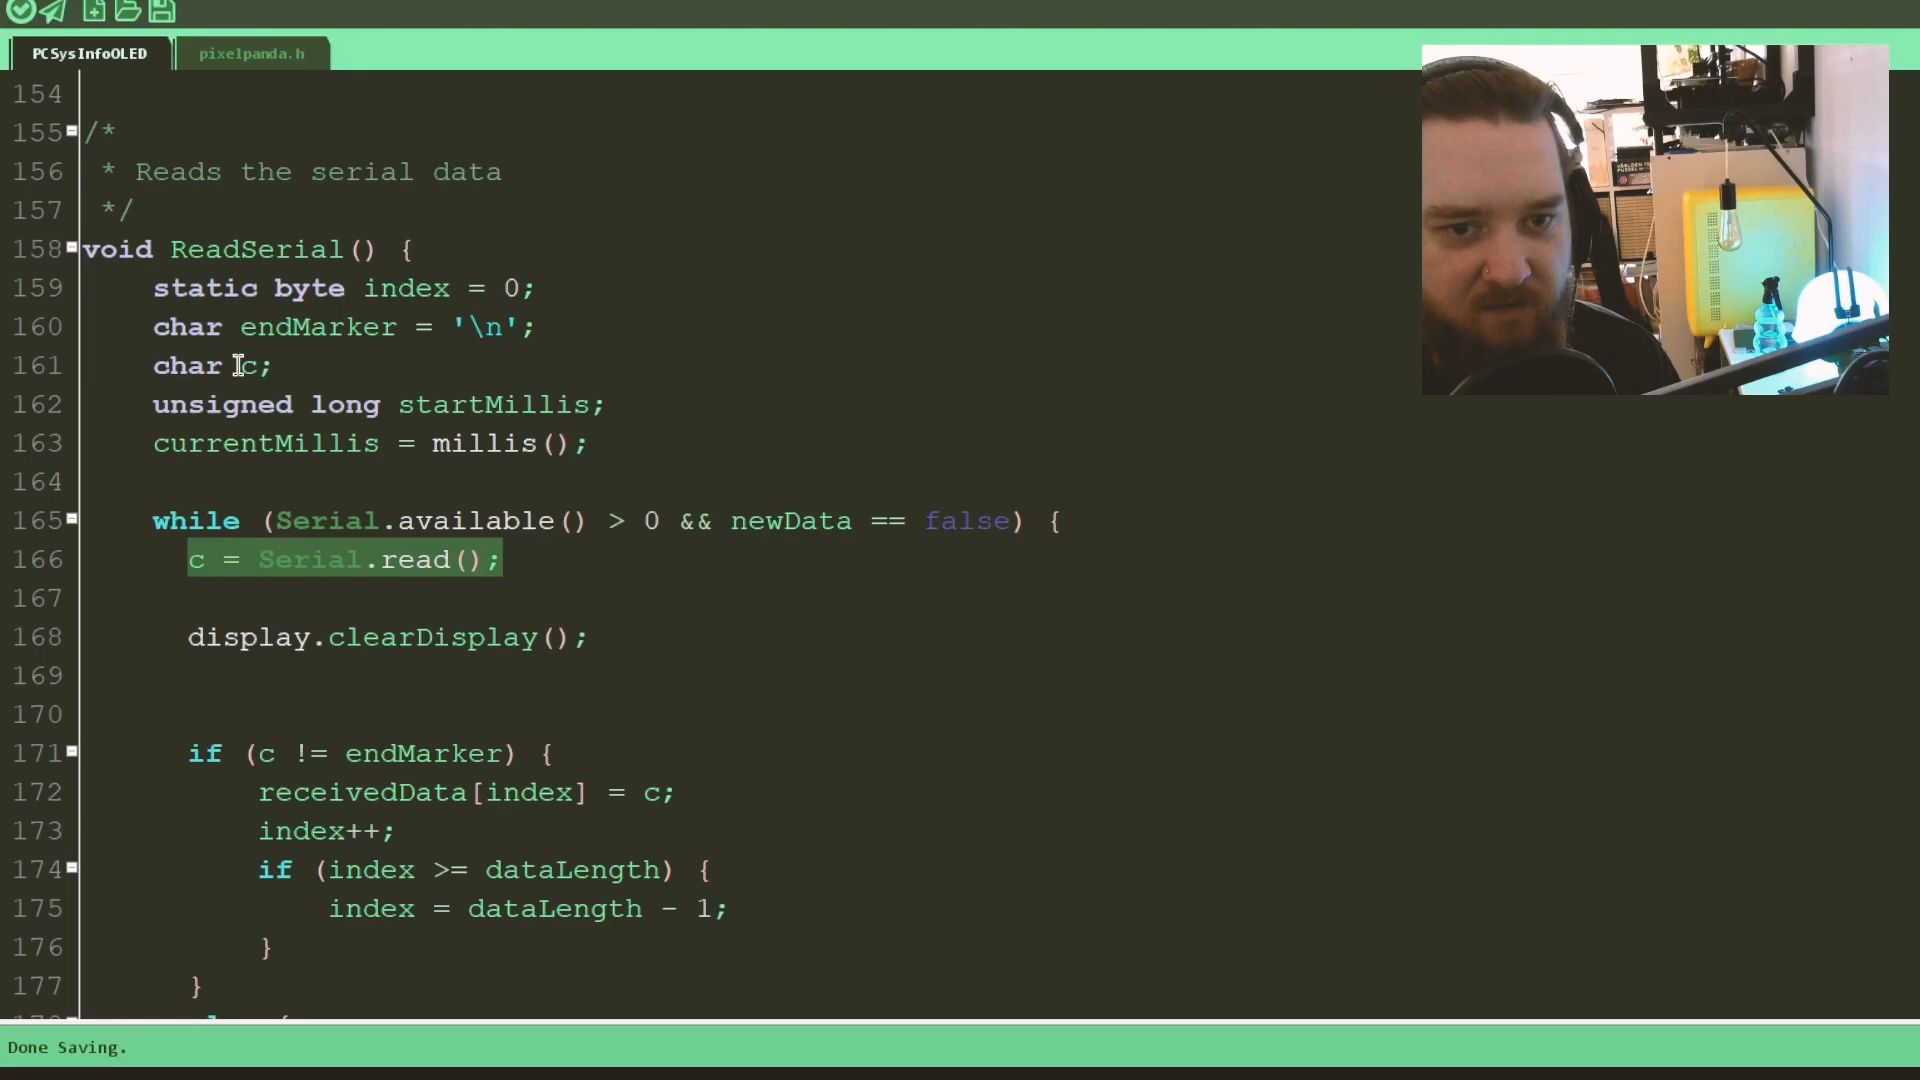 PCSysInfoOLED
pixelpanda.h
154
155 /*
156 * Reads the serial data
157 */
158 void ReadSerial() {
159 static byte index = 0;
160 char endMarker = '\n';
161 char c;
162 unsigned long startMillis;
163 currentMillis = millis();
164
165 while (Serial.available() > 0 && newData == false) {
166 c = Serial.read();
167
168 display.clearDisplay();
169
170
171 if (c != endMarker) {
172 receivedData[index] = c;
173 index++;
174 if (index >= dataLength) {
175 index = dataLength - 1;
176 }
177 }
Done Saving.